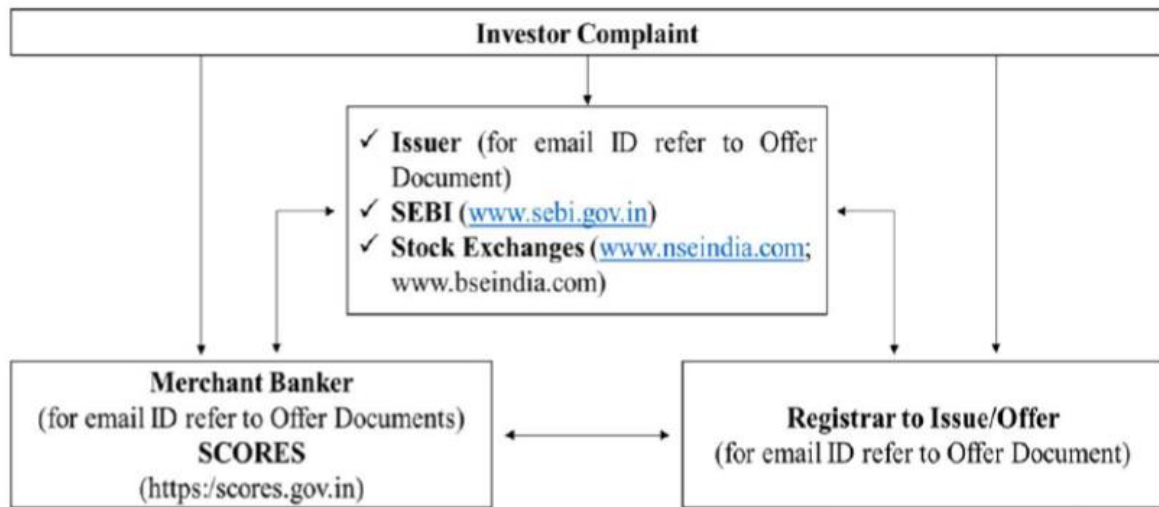 Investor Complaint
✓ Issuer (for email ID refer to Offer
Document)
✓ SEBI (www.sebi.gov.in)
✓ Stock Exchanges (www.nseindia.com;
www.bseindia.com)
Merchant Banker
(for email ID refer to Offer Documents)
SCORES
(https:/scores.gov.in)
Registrar to Issue/Offer
(for email ID refer to Offer Document)